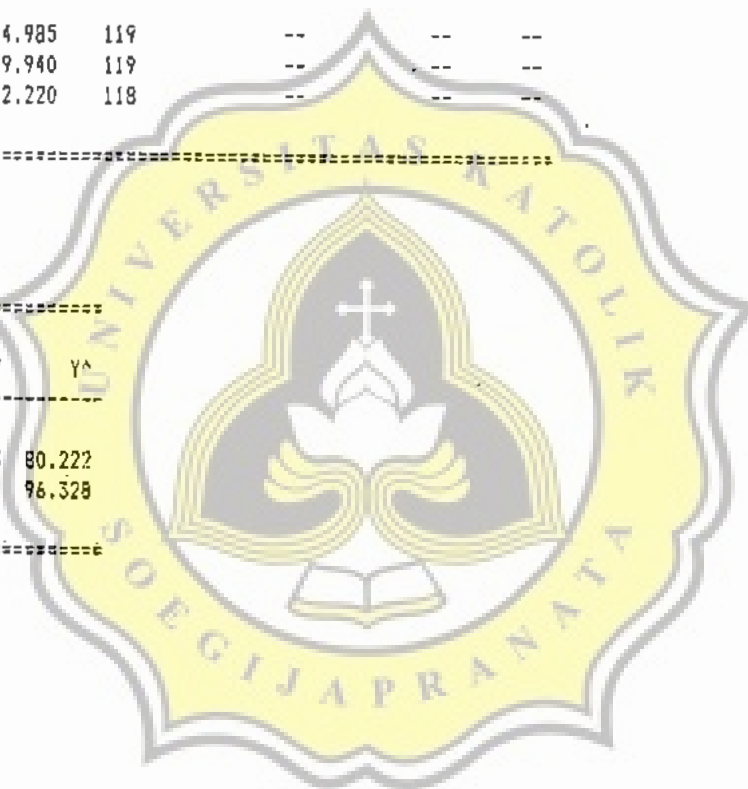 4.985 119 -- -- --
9.940 119 -- -- --
2.220 118 -- -- --
==========================================================
UNIVERSITAS KATOLIK
==========
Y^
----------
80.222
96.328
==========
SOEGIJAPRANATA